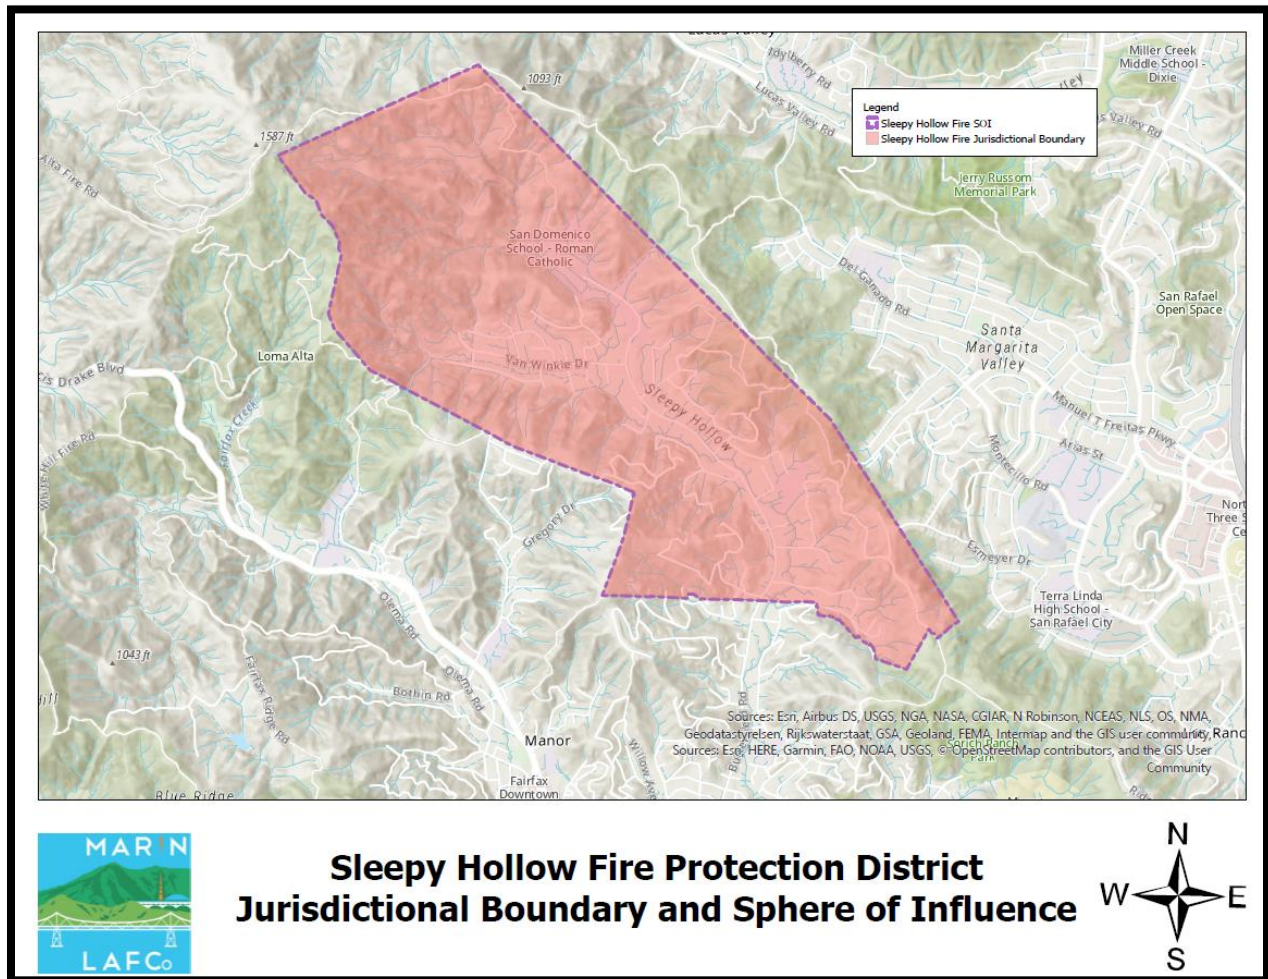 Lucas Valley
Idylberry Rd
Lucas Valley Rd
Miller Creek
Middle School -
Dixie
1093 ft
1587 ft
Alta Fire Rd
Legend
Sleepy Hollow Fire SOI
Sleepy Hollow Fire Jurisdictional Boundary
Jerry Russom
Memorial Park
San Domenico
School - Roman
Catholic
Del Ganado Rd
San Rafael
Open Space
Santa
Margarita
Valley
Loma Alta
cis Drake Blvd
Van Winkle Dr
Sleepy Hollow
Fairfax Creek
White Hill Fire Rd
Manuel T Freitas Pkwy
Arias St
Montecillo Rd
Gregory Dr
Esmeyer Dr
Terra Linda
High School -
San Rafael City
Olema Rd
1043 ft
Fairfax Ridge Rd
Bothin Rd
Olema Rd
Manor
Fairfax
Downtown
Blue Ridge
Sources: Esri, Airbus DS, USGS, NGA, NASA, CGIAR, N Robinson, NCEAS, NLS, OS, NMA,
Geodatastyrelsen, Rijkswaterstaat, GSA, Geoland, FEMA, Intermap and the GIS user community,
Sources: Esri, HERE, Garmin, FAO, NOAA, USGS, © OpenStreetMap contributors, and the GIS User
Community
MARIN
LAFCo
Sleepy Hollow Fire Protection District
Jurisdictional Boundary and Sphere of Influence
N
W
E
S